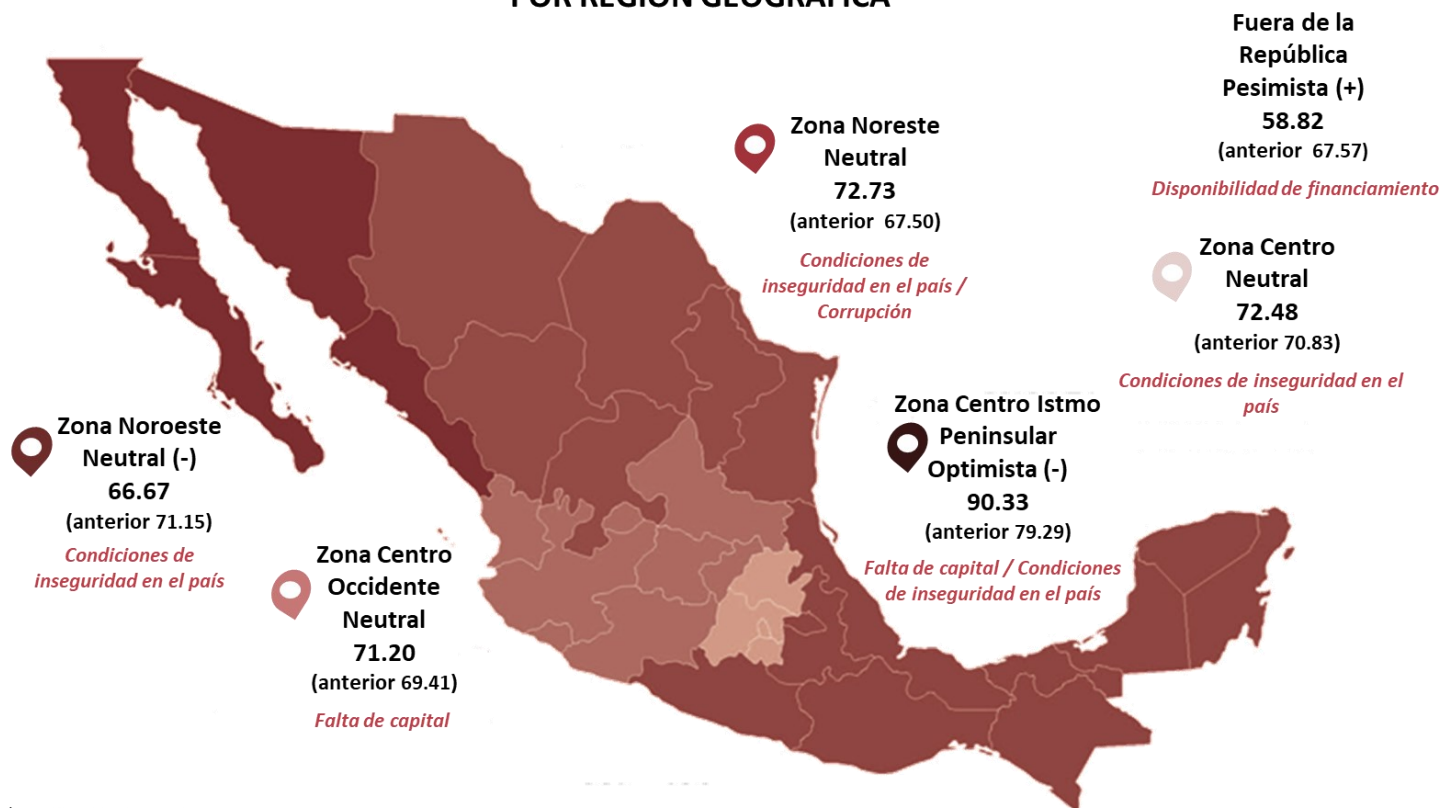 POR REGIÓN GEOGRÁFICA
Fuera de la
República
Pesimista (+)
58.82
(anterior 67.57)
Disponibilidad de financiamiento
Zona Noreste
Neutral
72.73
(anterior 67.50)
Condiciones de
inseguridad en el país /
Corrupción
Zona Centro
Neutral
72.48
(anterior 70.83)
Condiciones de inseguridad en el
país
Zona Centro Istmo
Peninsular
Optimista (-)
90.33
(anterior 79.29)
Falta de capital / Condiciones
de inseguridad en el país
Zona Noroeste
Neutral (-)
66.67
(anterior 71.15)
Condiciones de
inseguridad en el país
Zona Centro
Occidente
Neutral
71.20
(anterior 69.41)
Falta de capital